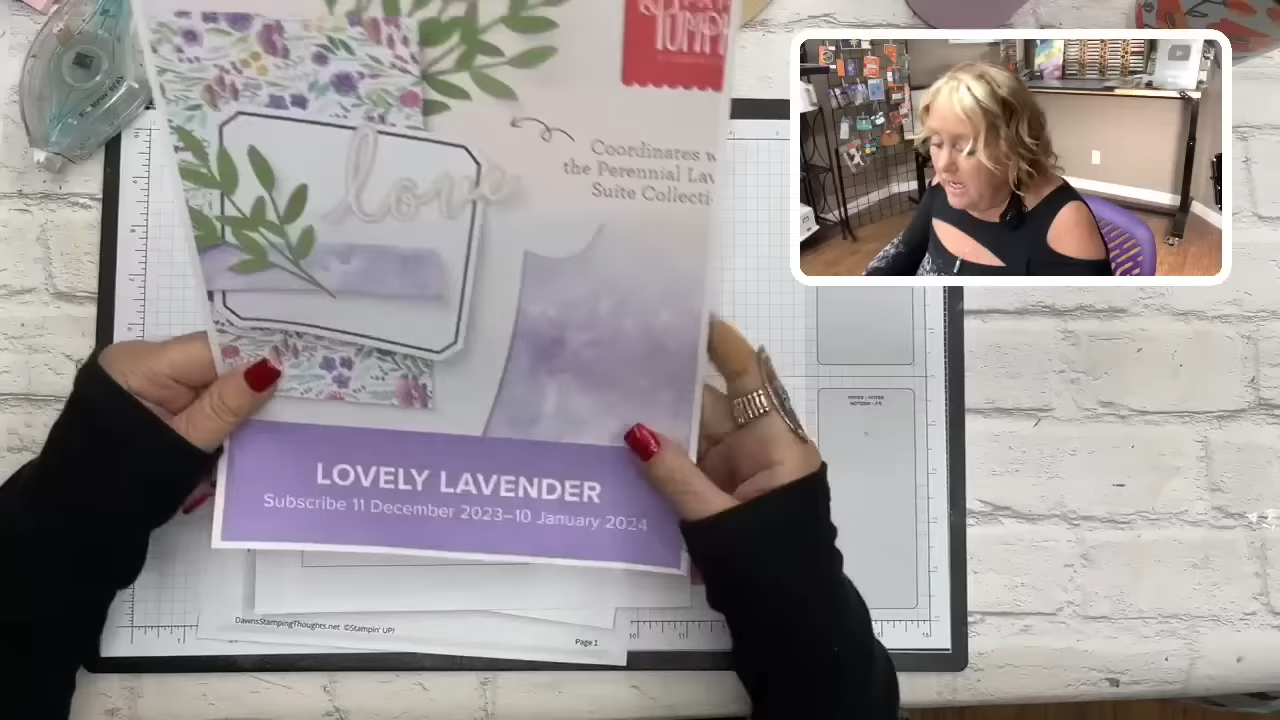 PUMP
love
Coordinates w
the Perennial Lav
Suite Collecti
LOVELY LAVENDER
Subscribe 11 December 2023–10 January 2024
DawnsStampingThoughts.net ©Stampin' UP!
Page 1